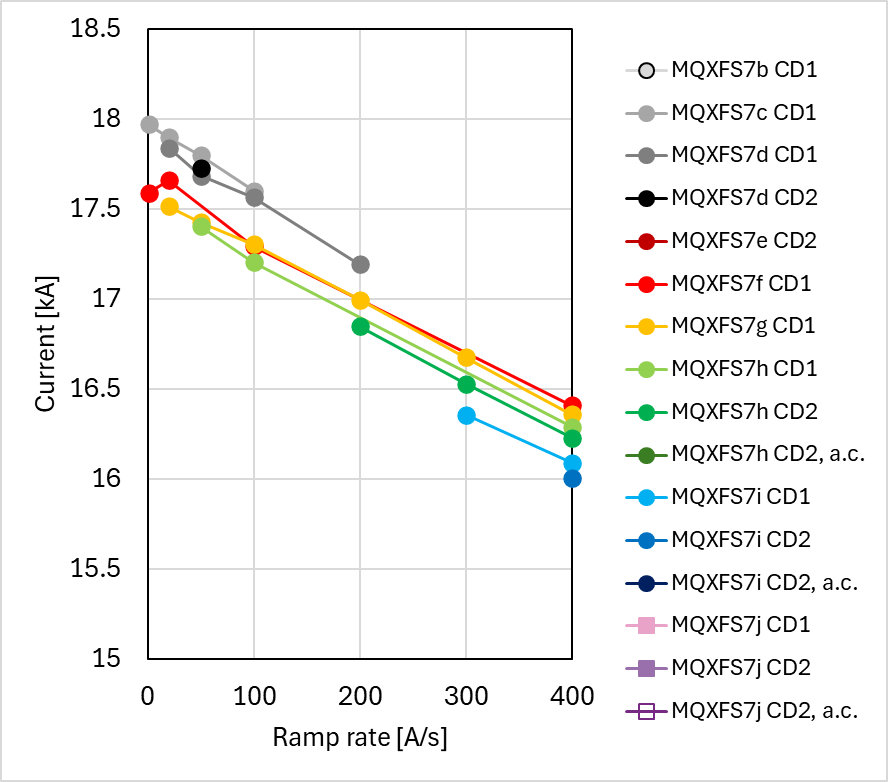 18.5
18
17.5
17
16.5
16
15.5
15
Current [kA]
0 100 200 300 400
Ramp rate [A/s]
MQXFS7b CD1
MQXFS7c CD1
MQXFS7d CD1
MQXFS7d CD2
MQXFS7e CD2
MQXFS7f CD1
MQXFS7g CD1
MQXFS7h CD1
MQXFS7h CD2
MQXFS7h CD2, a.c.
MQXFS7i CD1
MQXFS7i CD2
MQXFS7i CD2, a.c.
MQXFS7j CD1
MQXFS7j CD2
MQXFS7j CD2, a.c.